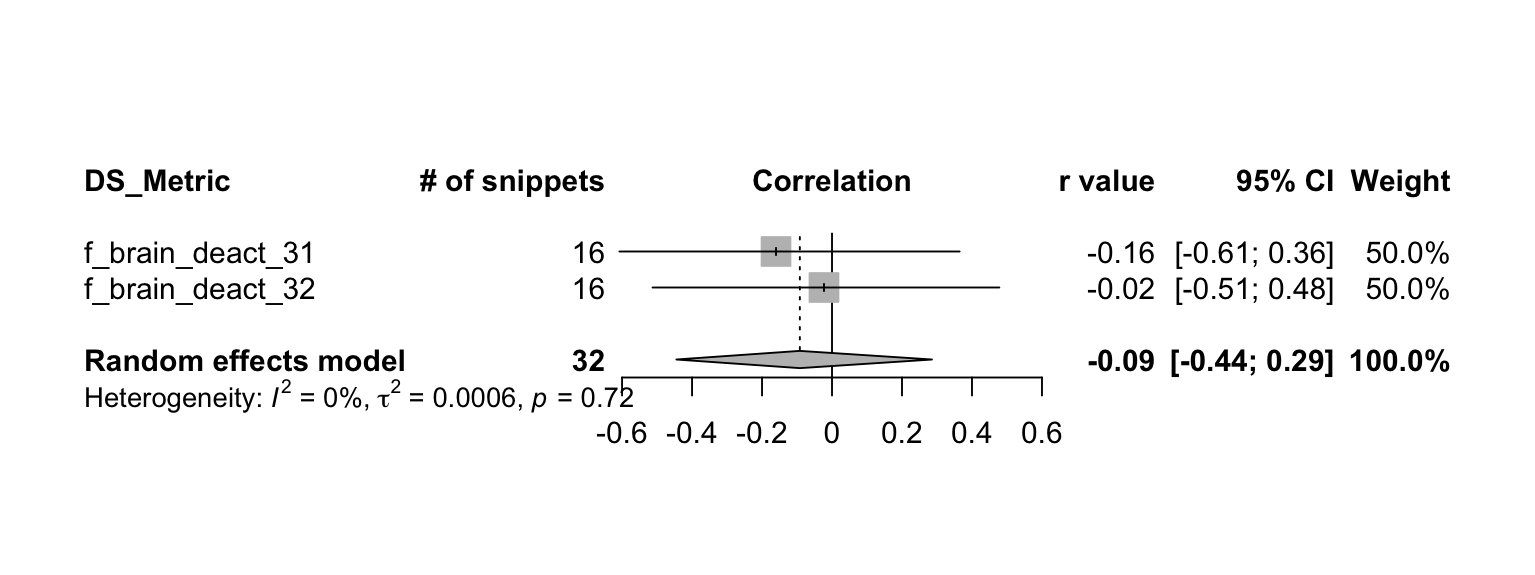 DS_Metric # of snippets Correlation r value 95% CI Weight
f_brain_deact_31 16 -0.16 [-0.61; 0.36] 50.0%
f_brain_deact_32 16 -0.02 [-0.51; 0.48] 50.0%
Random effects model 32 -0.09 [-0.44; 0.29] 100.0%
Heterogeneity: I² = 0%, τ² = 0.0006, p = 0.72
-0.6 -0.4 -0.2 0 0.2 0.4 0.6